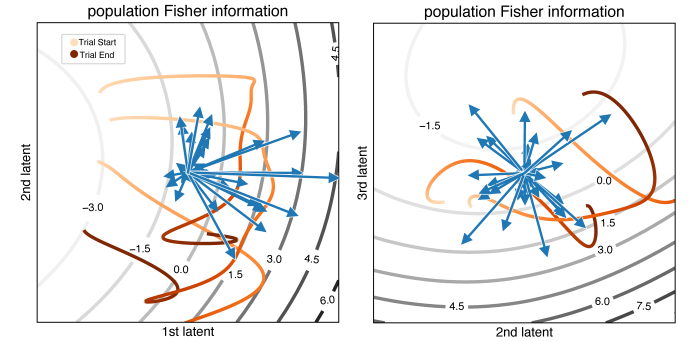 population Fisher information
Trial Start
Trial End
4.5
2nd latent
−3.0
−1.5
0.0
1.5
3.0
4.5
6.0
1st latent
population Fisher information
3rd latent
−1.5
0.0
1.5
3.0
4.5
6.0
7.5
2nd latent